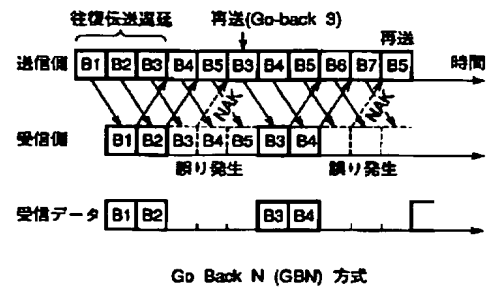 往復伝送遅延 再送(Go-back 3) 再送
送信側 B1 B2 B3 B4 B5 B3 B4 B5 B6 B7 B5 時間
NAK NAK
受信側 B1 B2 B3 B4 B5 B3 B4
誤り発生 誤り発生
受信データ B1 B2 B3 B4
Go Back N (GBN) 方式